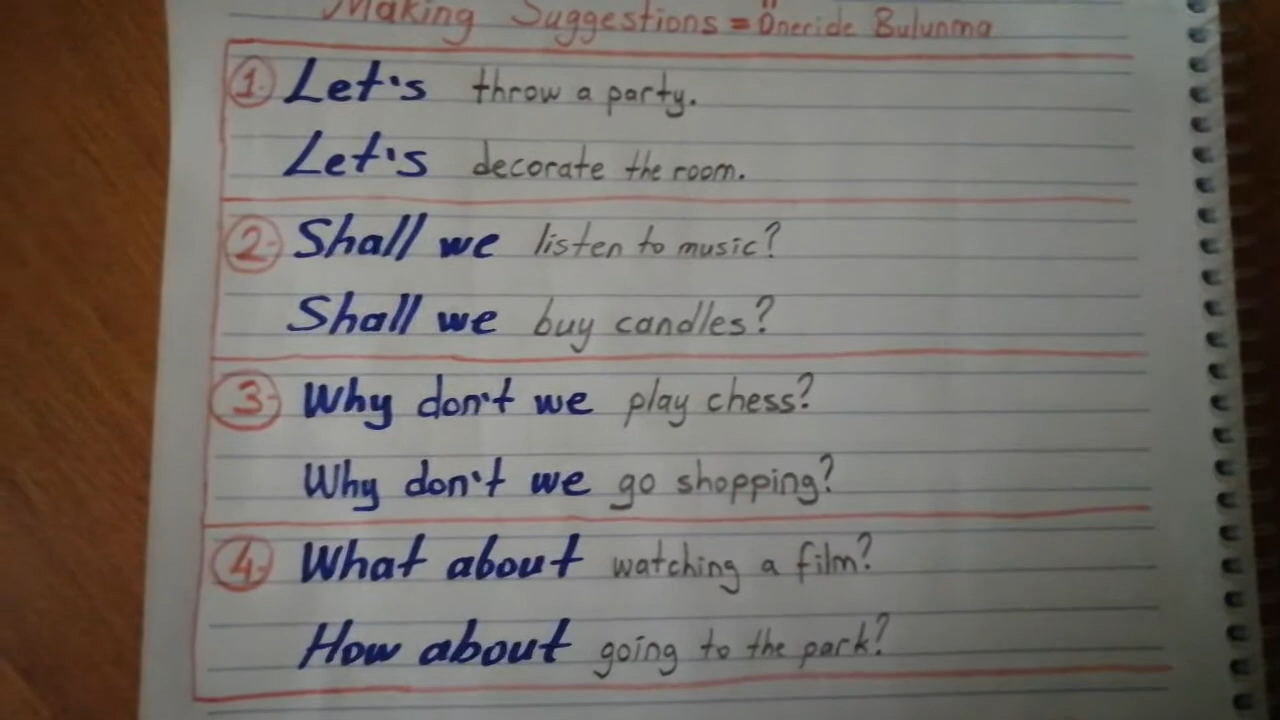 Making Suggestions = Öneride Bulunma
1. Let's throw a party.
Let's decorate the room.
2. Shall we listen to music?
Shall we buy candles?
3. Why don't we play chess?
Why don't we go shopping?
4. What about watching a film?
How about going to the park?